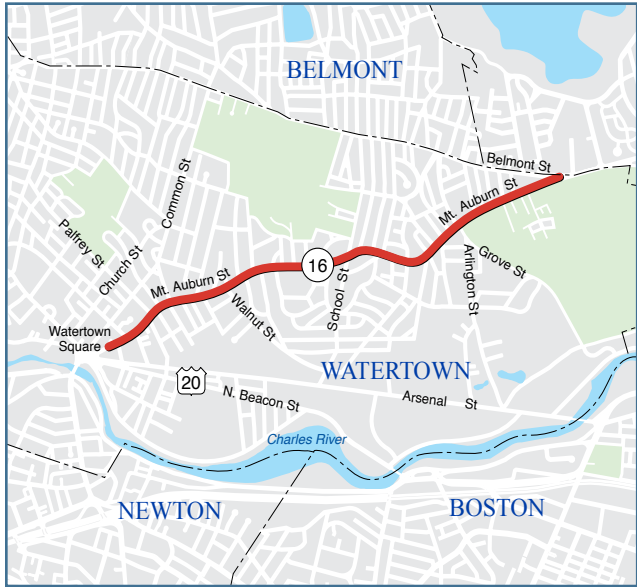 BELMONT
Belmont St
Common St
Mt. Auburn St
Palfrey St
Church St
Grove St
Arlington St
16
School St
Mt. Auburn St
Walnut St
Watertown
Square
WATERTOWN
20
N. Beacon St
Arsenal St
Charles River
NEWTON
BOSTON